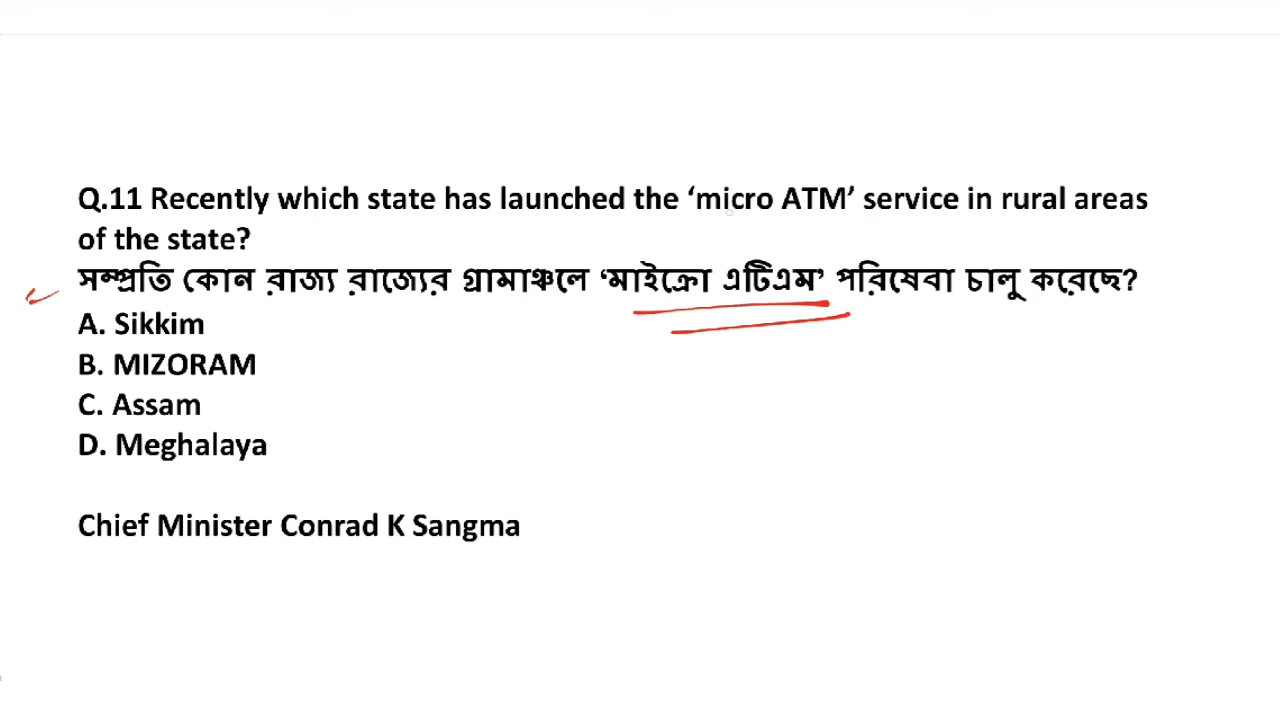 Q.11 Recently which state has launched the ‘micro ATM’ service in rural areas
of the state?
সম্প্রতি কোন রাজ্য রাজ্যের গ্রামাঞ্চলে ‘মাইক্রো এটিএম’ পরিষেবা চালু করেছে?
A. Sikkim
B. MIZORAM
C. Assam
D. Meghalaya
Chief Minister Conrad K Sangma